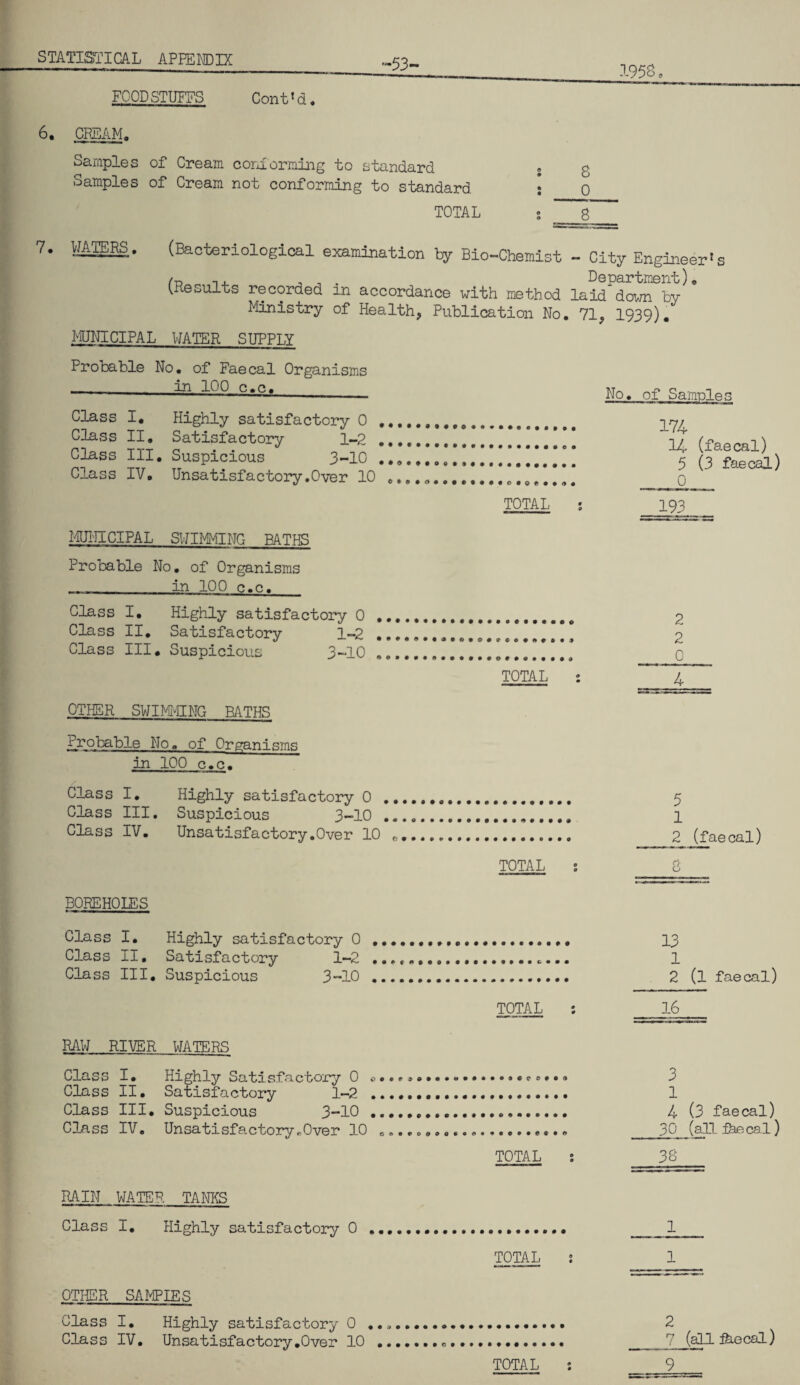 STATISTICAL APPENDIX -53- 1958.
FOODSTUFFS Cont'd.
6. CREAM.
Samples of Cream conforming to standard : 8
Samples of Cream not conforming to standard : 0
TOTAL : 8
7. WATERS. (Bacteriological examination by Bio-Chemist - City Engineer's
Department).
(Results recorded in accordance with method laid down by
Ministry of Health, Publication No. 71, 1939).
MUNICIPAL WATER SUPPLY
Probable No. of Faecal Organisms
in 100 c.c. No. of Samples
Class I. Highly satisfactory 0 ...................... 174
Class II. Satisfactory 1-2 ...................... 14 (faecal)
Class III. Suspicious 3-10 ...................... 5 (3 faecal)
Class IV. Unsatisfactory.Over 10 ...................... 0
TOTAL : 193
MUNICIPAL SWIMMING BATHS
Probable No. of Organisms
in 100 c.c.
Class I. Highly satisfactory 0 ...................... 2
Class II. Satisfactory 1-2 ...................... 2
Class III. Suspicious 3-10 ...................... 0
TOTAL : 4
OTHER SWIMMING BATHS
Probable No. of Organisms
in 100 c.c.
Class I. Highly satisfactory 0 ...................... 5
Class III. Suspicious 3-10 ...................... 1
Class IV. Unsatisfactory.Over 10 ...................... 2 (faecal)
TOTAL : 8
BOREHOLES
Class I. Highly satisfactory 0 ...................... 13
Class II. Satisfactory 1-2 ...................... 1
Class III. Suspicious 3-10 ...................... 2 (1 faecal)
TOTAL : 16
RAW RIVER WATERS
Class I. Highly Satisfactory 0 ...................... 3
Class II. Satisfactory 1-2 ...................... 1
Class III. Suspicious 3-10 ...................... 4 (3 faecal)
Class IV. Unsatisfactory.Over 10 ...................... 30 (all faecal)
TOTAL : 38
RAIN WATER TANKS
Class I. Highly satisfactory 0 ...................... 1
TOTAL : 1
OTHER SAMPLES
Class I. Highly satisfactory 0 ...................... 2
Class IV. Unsatisfactory.Over 10 ...................... 7 (all faecal)
TOTAL : 9